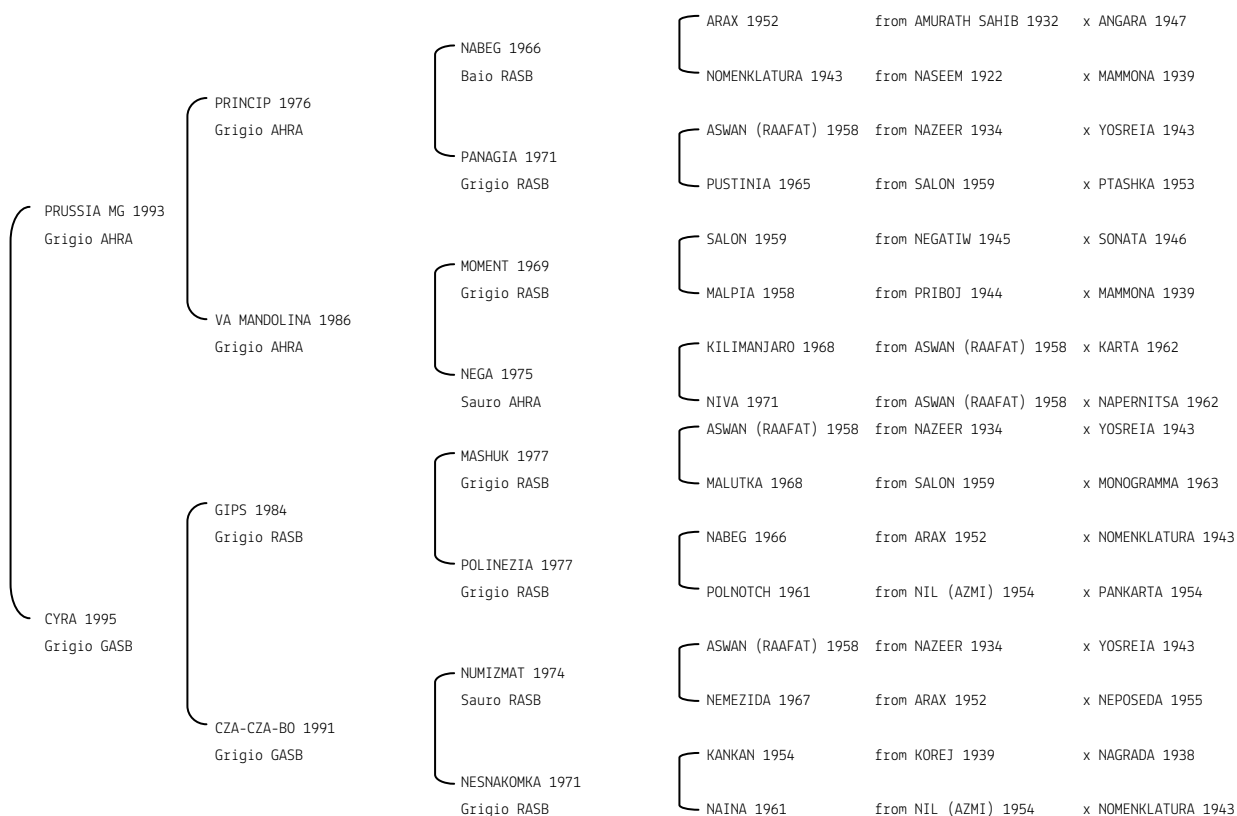 ARAX 1952 from AMURATH SAHIB 1932 x ANGARA 1947
NABEG 1966
Baio RASB
NOMENKLATURA 1943 from NASEEM 1922 x MAMMONA 1939
PRINCIP 1976
Grigio AHRA
ASWAN (RAAFAT) 1958 from NAZEER 1934 x YOSREIA 1943
PANAGIA 1971
Grigio RASB
PUSTINIA 1965 from SALON 1959 x PTASHKA 1953
PRUSSIA MG 1993
Grigio AHRA
SALON 1959 from NEGATIW 1945 x SONATA 1946
MOMENT 1969
Grigio RASB
MALPIA 1958 from PRIBOJ 1944 x MAMMONA 1939
VA MANDOLINA 1986
Grigio AHRA
KILIMANJARO 1968 from ASWAN (RAAFAT) 1958 x KARTA 1962
NEGA 1975
Sauro AHRA
NIVA 1971 from ASWAN (RAAFAT) 1958 x NAPERNITSA 1962
ASWAN (RAAFAT) 1958 from NAZEER 1934 x YOSREIA 1943
MASHUK 1977
Grigio RASB
MALUTKA 1968 from SALON 1959 x MONOGRAMMA 1963
GIPS 1984
Grigio RASB
NABEG 1966 from ARAX 1952 x NOMENKLATURA 1943
POLINEZIA 1977
Grigio RASB
POLNOTCH 1961 from NIL (AZMI) 1954 x PANKARTA 1954
CYRA 1995
Grigio GASB
ASWAN (RAAFAT) 1958 from NAZEER 1934 x YOSREIA 1943
NUMIZMAT 1974
Sauro RASB
NEMEZIDA 1967 from ARAX 1952 x NEPOSEDA 1955
CZA-CZA-BO 1991
Grigio GASB
KANKAN 1954 from KOREJ 1939 x NAGRADA 1938
NESNAKOMKA 1971
Grigio RASB
NAINA 1961 from NIL (AZMI) 1954 x NOMENKLATURA 1943